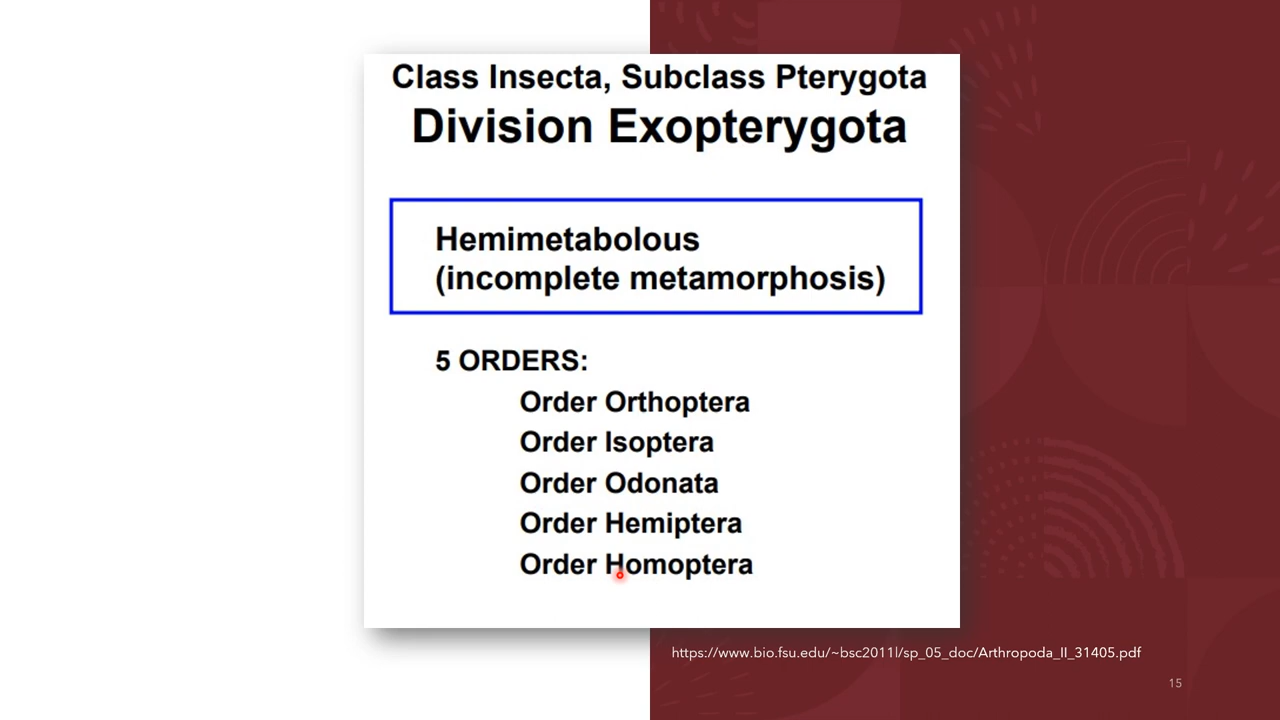 Class Insecta, Subclass Pterygota
Division Exopterygota
Hemimetabolous
(incomplete metamorphosis)
5 ORDERS:
Order Orthoptera
Order Isoptera
Order Odonata
Order Hemiptera
Order Homoptera
https://www.bio.fsu.edu/~bsc2011l/sp_05_doc/Arthropoda_II_31405.pdf
15